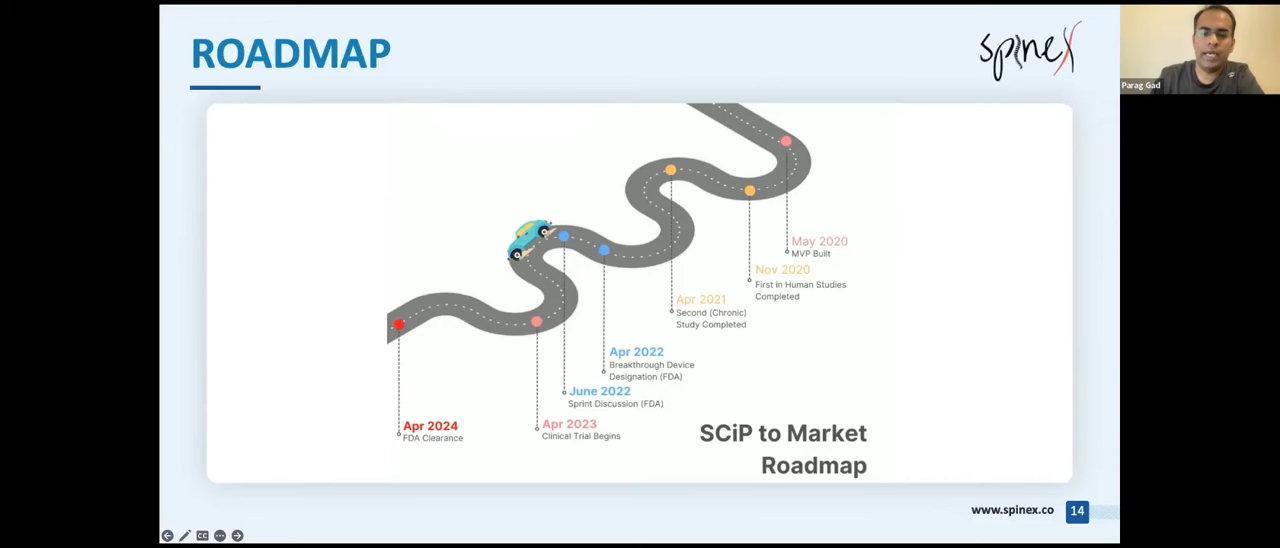 ROADMAP
spinex
Parag Gad
May 2020
MVP Built
Nov 2020
First in Human Studies
Completed
Apr 2021
Second (Chronic)
Study Completed
Apr 2022
Breakthrough Device
Designation (FDA)
June 2022
Sprint Discussion (FDA)
Apr 2023
Clinical Trial Begins
Apr 2024
FDA Clearance
SCiP to Market
Roadmap
www.spinex.co 14
CC